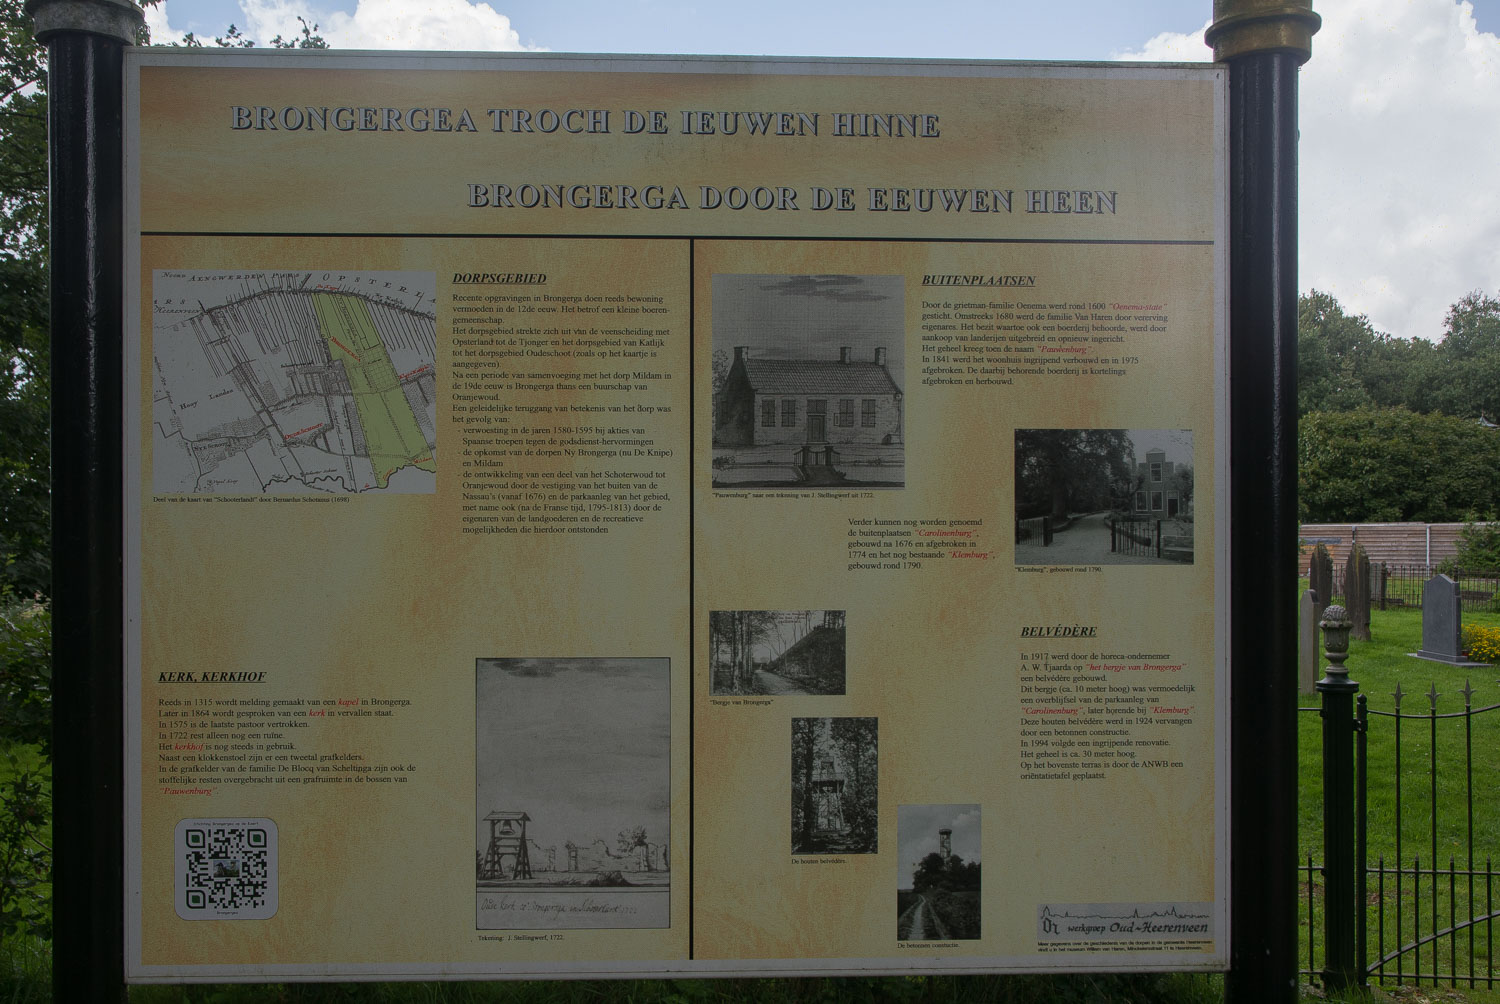 BRONGERGEA TROCH DE IEUWEN HINNE
BRONGERGA DOOR DE EEUWEN HEEN
OPSTERLA
Deel van de kaart van "Schooterlandt" door Bernardus Schotanus (1698)
DORPSGEBIED
Recente opgravingen in Brongerga doen reeds bewoning
vermoeden in de 12de eeuw. Het betrof een kleine boeren-
gemeenschap.
Het dorpsgebied strekte zich uit van de veenscheiding met
Opsterland tot de Tjonger en het dorpsgebied van Katlijk
tot het dorpsgebied Oudeschoot (zoals op het kaartje is
aangegeven).
Na een periode van samenvoeging met het dorp Mildam in
de 19de eeuw is Brongerga thans een buurschap van
Oranjewoud.
Een geleidelijke teruggang van betekenis van het dorp was
het gevolg van:
- verwoesting in de jaren 1580-1595 bij akties van
Spaanse troepen tegen de godsdienst-hervormingen
de opkomst van de dorpen Ny Brongerga (nu De Knipe)
en Mildam
de ontwikkeling van een deel van het Schoterwoud tot
Oranjewoud door de vestiging van het buiten van de
Nassau's (vanaf 1676) en de parkaanleg van het gebied,
met name ook (na de Franse tijd, 1795-1813) door de
eigenaren van de landgoederen en de recreatieve
mogelijkheden die hierdoor ontstonden
KERK, KERKHOF
Reeds in 1315 wordt melding gemaakt van een kapel in Brongerga.
Later in 1864 wordt gesproken van een kerk in vervallen staat.
In 1575 is de laatste pastoor vertrokken.
In 1722 rest alleen nog een ruïne.
Het kerkhof is nog steeds in gebruik.
Naast een klokkenstoel zijn er een tweetal grafkelders.
In de grafkelder van de familie De Blocq van Scheltinga zijn ook de
stoffelijke resten overgebracht uit een grafruimte in de bossen van
"Pauwenburg".
Brongergea
Tekening: J. Stellingwerf, 1722.
BUITENPLAATSEN
Door de grietman-familie Oenema werd rond 1600 "Oenema-state"
gesticht. Omstreeks 1680 werd de familie Van Haren door vererving
eigenares. Het bezit waartoe ook een boerderij behoorde, werd door
aankoop van landerijen uitgebreid en opnieuw ingericht.
Het geheel kreeg toen de naam "Pauwenburg".
In 1841 werd het woonhuis ingrijpend verbouwd en in 1975
afgebroken. De daarbij behorende boerderij is kortelings
afgebroken en herbouwd.
"Pauwenburg" naar een tekening van J. Stellingwerf uit 1722.
Verder kunnen nog worden genoemd
de buitenplaatsen "Carolinenburg",
gebouwd na 1676 en afgebroken in
1774 en het nog bestaande "Klemburg",
gebouwd rond 1790.
"Klemburg", gebouwd rond 1790.
"bergje van Brongerga"
BELVÉDÈRE
In 1917 werd door de horeca-ondernemer
A. W. Tjaarda op "het bergje van Brongerga"
een belvédère gebouwd.
Dit bergje (ca. 10 meter hoog) was vermoedelijk
een overblijfsel van de parkaanleg van
"Carolinenburg", later horende bij "Klemburg".
Deze houten belvédère werd in 1924 vervangen
door een betonnen constructie.
In 1994 volgde een ingrijpende renovatie.
Het geheel is ca. 30 meter hoog.
Op het bovenste terras is door de ANWB een
oriëntatietafel geplaatst.
De houten belvédère.
De betonnen constructie.
werkgroep Oud-Heerenveen